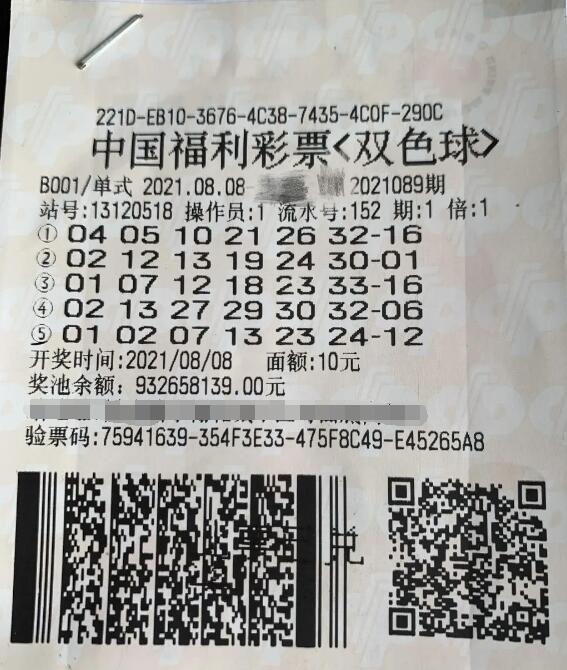 221D-EB10-3676-4C38-7435-4C0F-290C
中国福利彩票<双色球>
B001/单式 2021.08.08- 2021089期
站号:13120518 操作员:1 流水号:152 期:1 倍:1
① 04 05 10 21 26 32-16
② 02 12 13 19 24 30-01
③ 01 07 12 18 23 33-16
④ 02 13 27 29 30 32-06
⑤ 01 02 07 13 23 24-12
开奖时间:2021/08/08 面额:10元
奖池余额: 932658139.00元
验票码:75941639-354F3E33-475F8C49-E45265A8